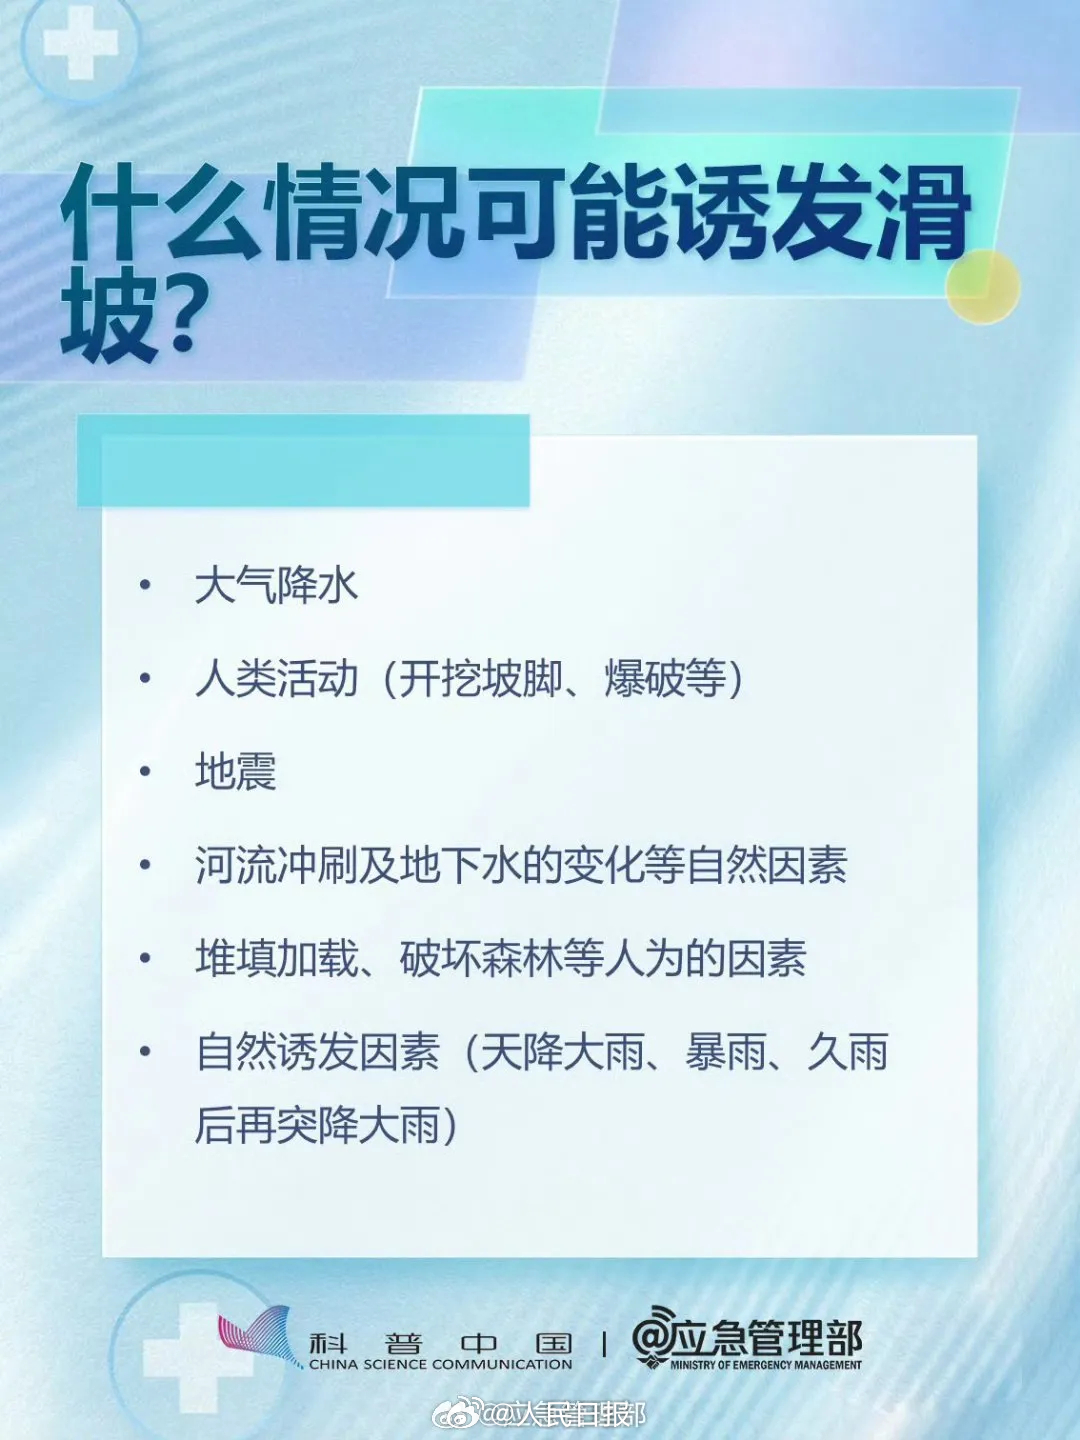 什么情况可能诱发滑
坡?
• 大气降水
• 人类活动（开挖坡脚、爆破等）
• 地震
• 河流冲刷及地下水的变化等自然因素
• 堆填加载、破坏森林等人为的因素
• 自然诱发因素（天降大雨、暴雨、久雨
后再突降大雨）
科普中国 | @应急管理部
CHINA SCIENCE COMMUNICATION MINISTRY OF EMERGENCY MANAGEMENT